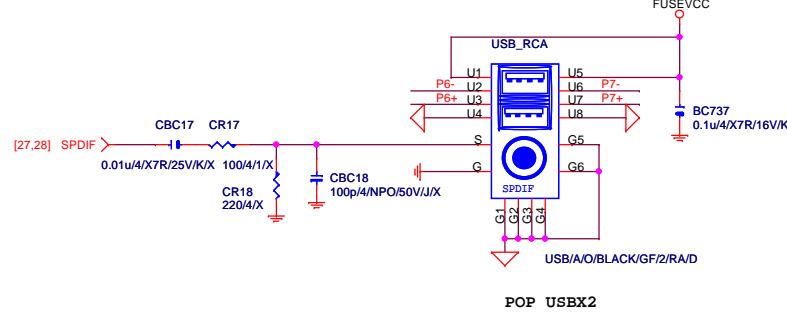 FUSEVCC
USB_RCA
U1 U5
P6- U2 U6 P7-
P6+ U3 U7 P7+
U4 U8
BC737
0.1u/4/X7R/16V/K
CBC17 CR17
[27,28] SPDIF
S G5
0.01u/4/X7R/25V/K/X 100/4/1/X
G G6
CBC18
100p/4/NPO/50V/J/X
CR18
220/4/X
SPDIF
G1 G2 G3 G4
USB/A/O/BLACK/GF/2/RA/D
POP USBX2